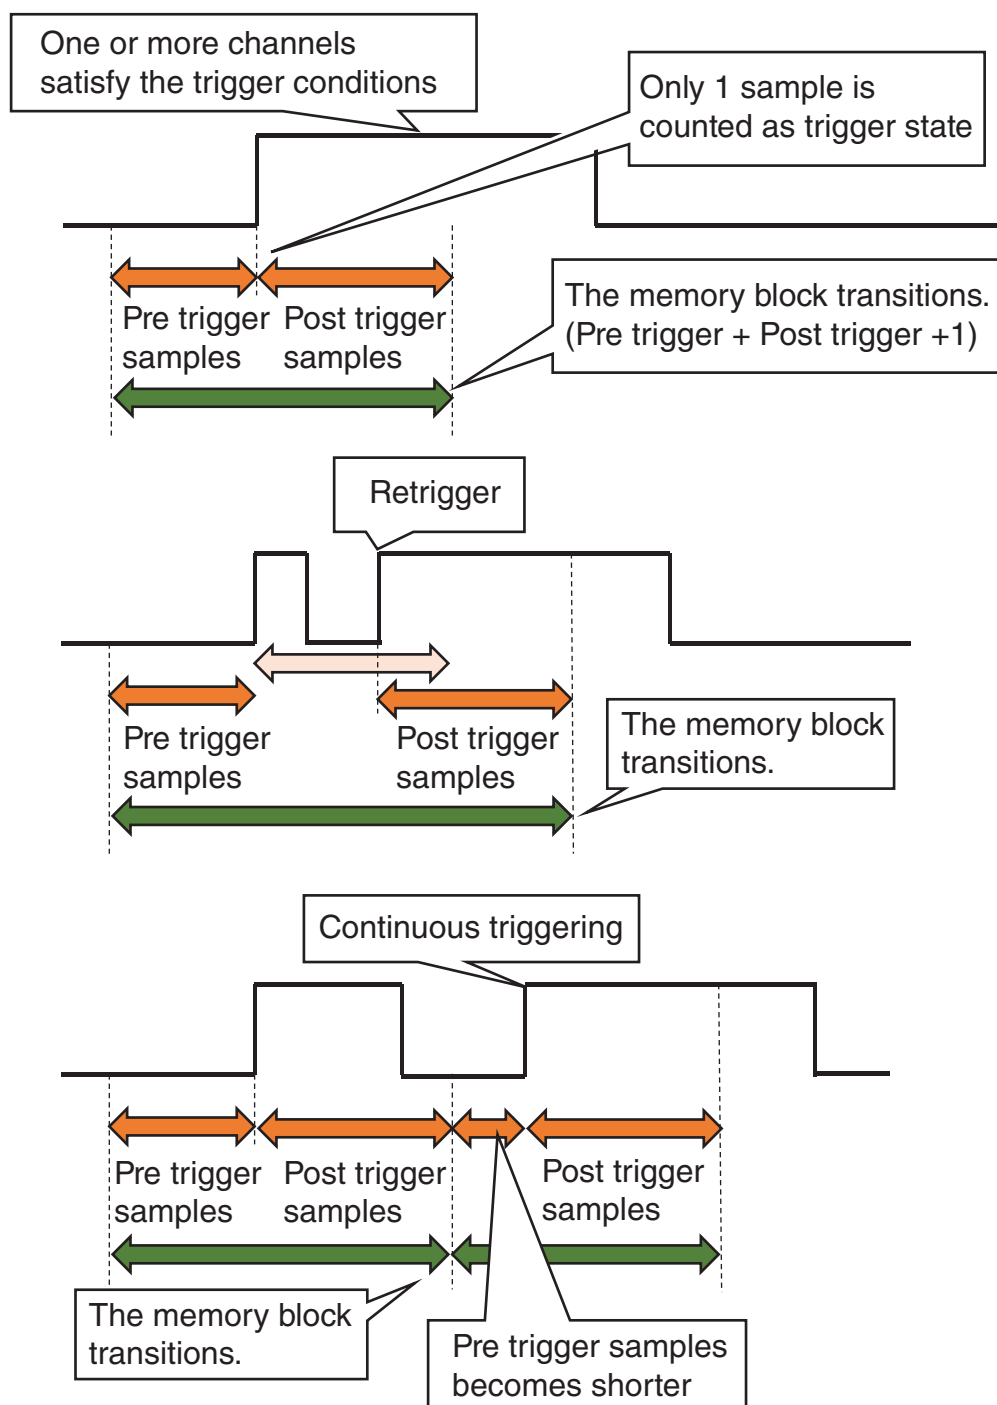 One or more channels
satisfy the trigger conditions
Only 1 sample is
counted as trigger state
Pre trigger
samples
Post trigger
samples
The memory block transitions.
(Pre trigger + Post trigger +1)
Retrigger
Pre trigger
samples
Post trigger
samples
The memory block
transitions.
Continuous triggering
Pre trigger
samples
Post trigger
samples
Post trigger
samples
The memory block
transitions.
Pre trigger samples
becomes shorter